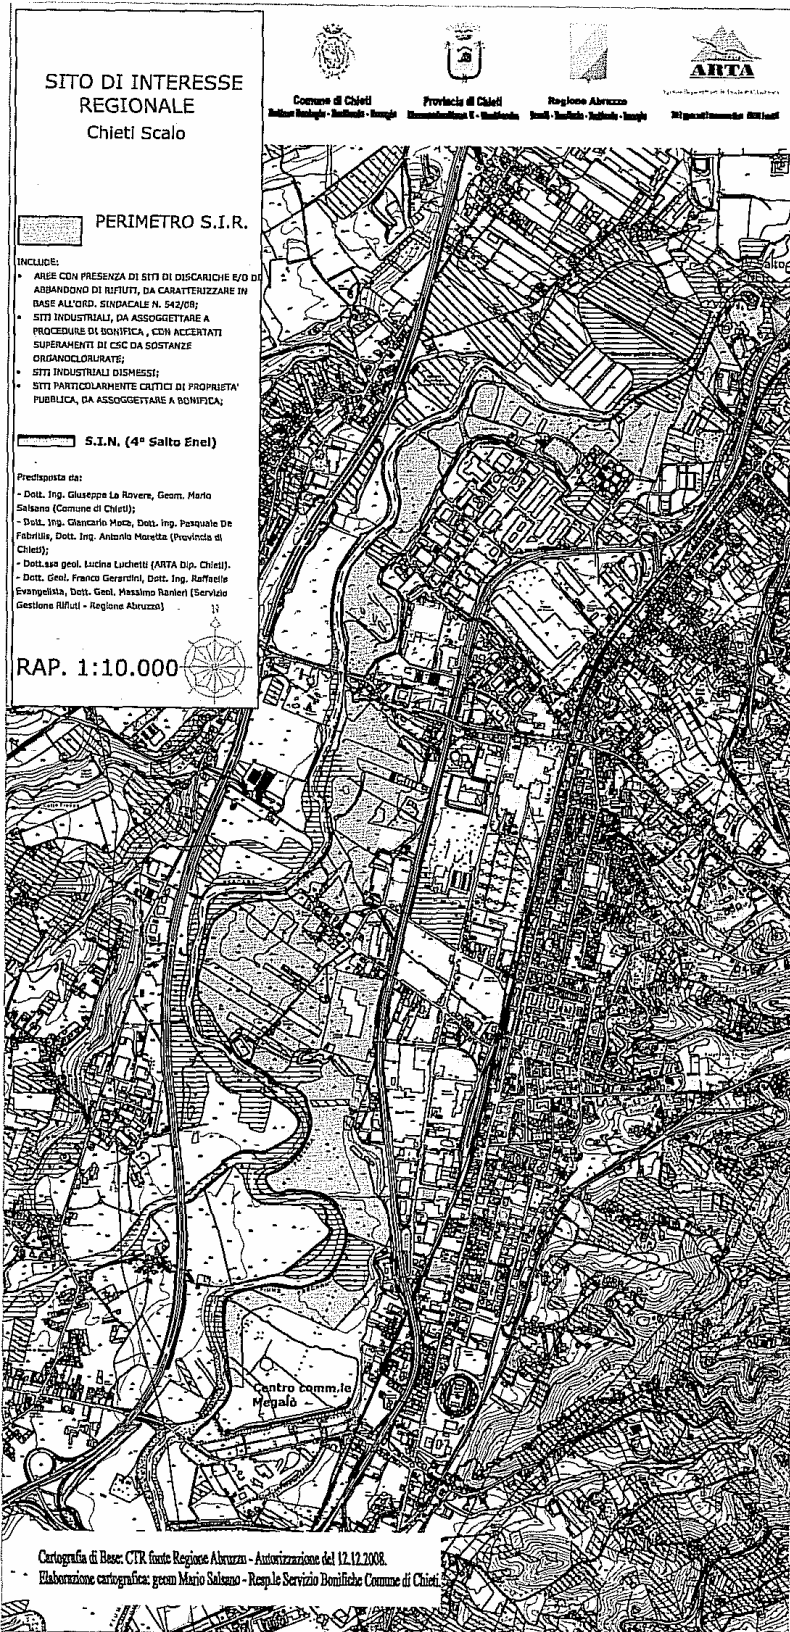 SITO DI INTERESSE
REGIONALE
Chieti Scalo
Comune di Chieti
Provincia di Chieti
Regione Abruzzo
ARTA
PERIMETRO S.I.R.
INCLUDE:
• AREE CON PRESENZA DI SITI DI DISCARICHE E/O DI
ABBANDONO DI RIFIUTI, DA CARATTERIZZARE IN
BASE ALL'ORD. SINDACALE N. 542/08;
• SITI INDUSTRIALI, DA ASSOGGETTARE A
PROCEDURE DI BONIFICA, CON ACCERTATI
SUPERAMENTI DI CSC DA SOSTANZE
ORGANOCLORURATE;
• SITI INDUSTRIALI DISMESSI;
• SITI PARTICOLARMENTE CRITICI DI PROPRIETA'
PUBBLICA, DA ASSOGGETTARE A BONIFICA;
S.I.N. (4° Salto Enel)
Predisposta da:
- Dott. Ing. Giuseppe La Rovere, Geom. Mario
Salsano (Comune di Chieti);
- Dott. Ing. Giancarlo Moca, Dott. Ing. Pasquale De
Fabritiis, Dott. Ing. Antonio Moretta (Provincia di
Chieti);
- Dott.ssa geol. Lucina Luchetti (ARTA Dip. Chieti).
- Dott. Geol. Franco Gerardini, Dott. Ing. Raffaella
Evangelista, Dott. Geol. Massimo Ranieri (Servizio
Gestione Rifiuti - Regione Abruzzo)
N
RAP. 1:10.000
Salto
Centro comm.le
Megalò
Cartografia di Base: CTR fonte Regione Abruzzo - Autorizzazione del 12.12.2008.
Elaborazione cartografica: geom Mario Salsano - Resp.le Servizio Bonifiche Comune di Chieti.